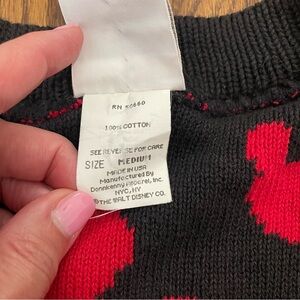 RN 56660
100% COTTON
SEE REVERSE FOR CARE
SIZE MEDIUM
MADE IN USA
Manufactured By
Donnkenny Apparel, Inc.
NYC, NY
©THE WALT DISNEY CO.